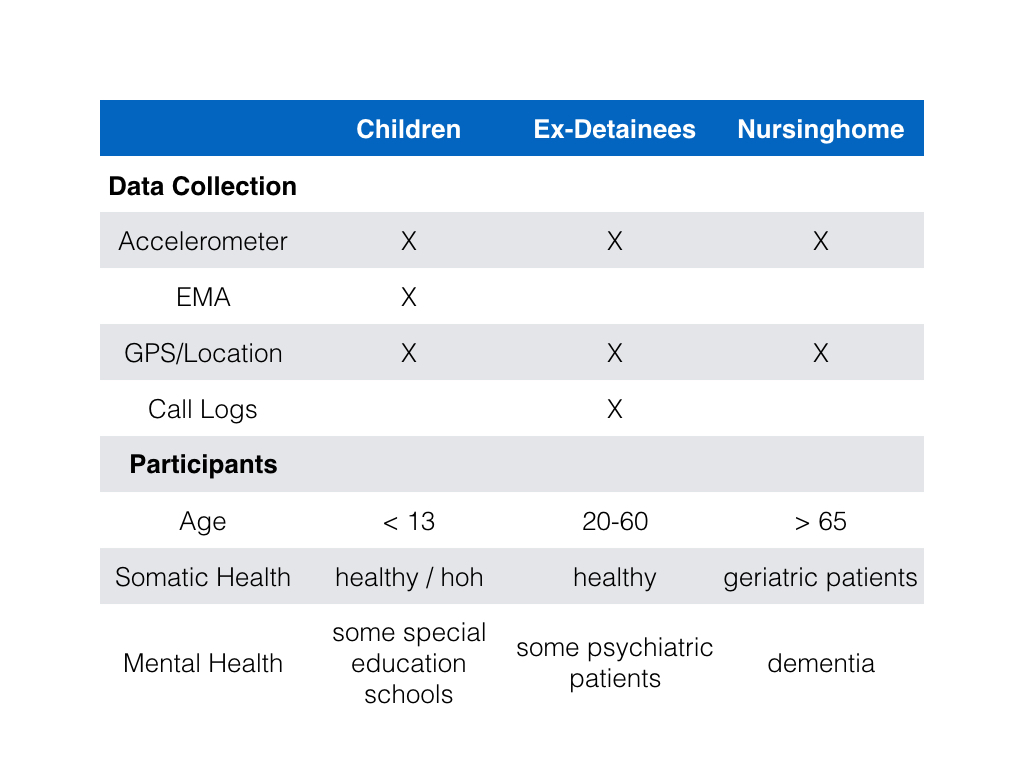 Children Ex-Detainees Nursinghome
Data Collection
Accelerometer X X X
EMA X
GPS/Location X X X
Call Logs X
Participants
Age < 13 20-60 > 65
Somatic Health healthy / hoh healthy geriatric patients
Mental Health
some special
education
schools
some psychiatric
patients
dementia